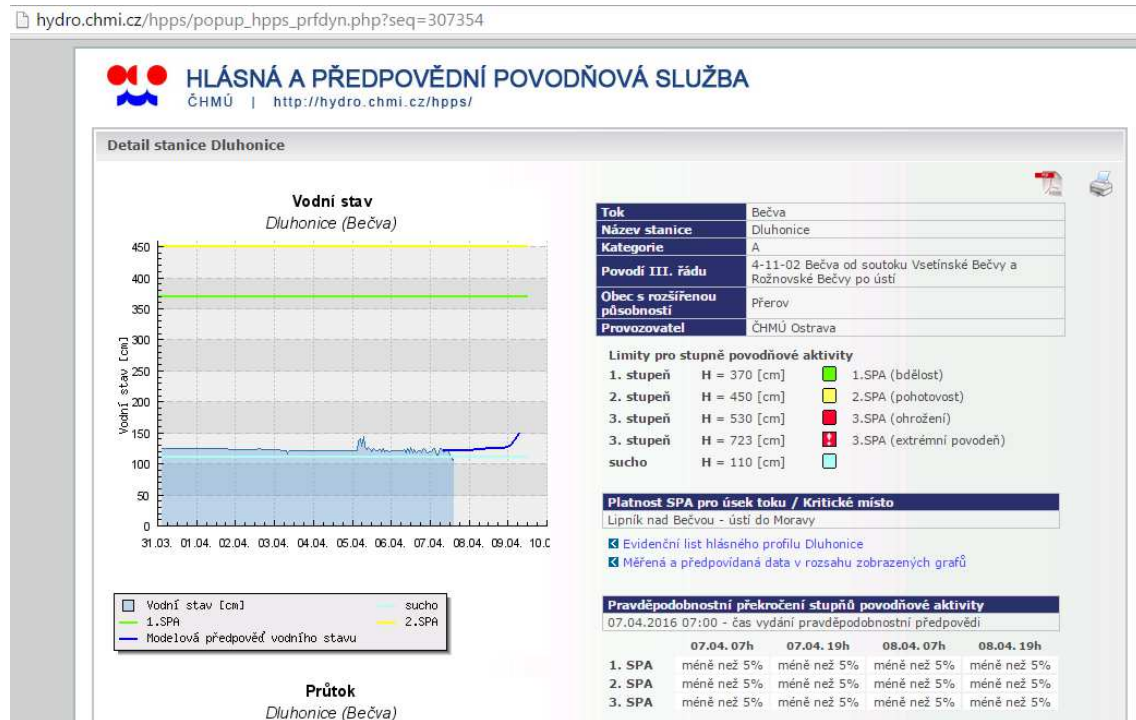 hydro.chmi.cz/hpps/popup_hpps_prfdyn.php?seq=307354
HLÁSNÁ A PŘEDPOVĚDNÍ POVODŇOVÁ SLUŽBA
ČHMÚ | http://hydro.chmi.cz/hpps/
Detail stanice Dluhonice
Vodní stav
Dluhonice (Bečva)
Vodní stav [cm]
450
400
350
300
250
200
150
100
50
0
31.03. 01.04. 02.04. 03.04. 04.04. 05.04. 06.04. 07.04. 08.04. 09.04. 10.0
Vodní stav [cm] sucho
1.SPA 2.SPA
Modelová předpověď vodního stavu
Průtok
Dluhonice (Bečva)
PDF
Tok Bečva
Název stanice Dluhonice
Kategorie A
Povodí III. řádu 4-11-02 Bečva od soutoku Vsetínské Bečvy a
Rožnovské Bečvy po ústí
Obec s rozšířenou
působností Přerov
Provozovatel ČHMÚ Ostrava
Limity pro stupně povodňové aktivity
1. stupeň H = 370 [cm] 1.SPA (bdělost)
2. stupeň H = 450 [cm] 2.SPA (pohotovost)
3. stupeň H = 530 [cm] 3.SPA (ohrožení)
3. stupeň H = 723 [cm] ! 3.SPA (extrémní povodeň)
sucho H = 110 [cm]
Platnost SPA pro úsek toku / Kritické místo
Lipník nad Bečvou - ústí do Moravy
Evidenční list hlásného profilu Dluhonice
Měřená a předpovídaná data v rozsahu zobrazených grafů
Pravděpodobnostní překročení stupňů povodňové aktivity
07.04.2016 07:00 - čas vydání pravděpodobnostní předpovědi
07.04. 07h 07.04. 19h 08.04. 07h 08.04. 19h
1. SPA méně než 5% méně než 5% méně než 5% méně než 5%
2. SPA méně než 5% méně než 5% méně než 5% méně než 5%
3. SPA méně než 5% méně než 5% méně než 5% méně než 5%